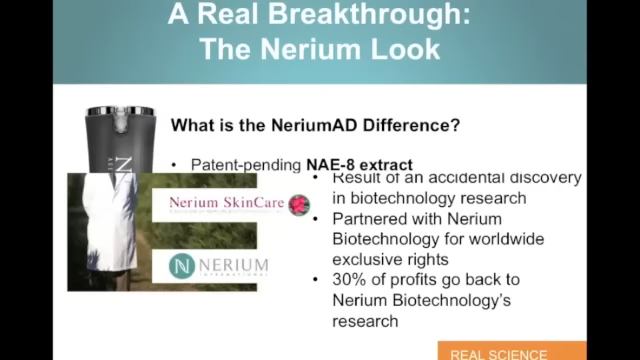 A Real Breakthrough:
The Nerium Look
What is the NeriumAD Difference?
• Patent-pending NAE-8 extract
• Result of an accidental discovery
in biotechnology research
• Partnered with Nerium
Biotechnology for worldwide
exclusive rights
• 30% of profits go back to
Nerium Biotechnology's
research
Nerium SkinCare
N NERIUM
INTERNATIONAL
REAL SCIENCE